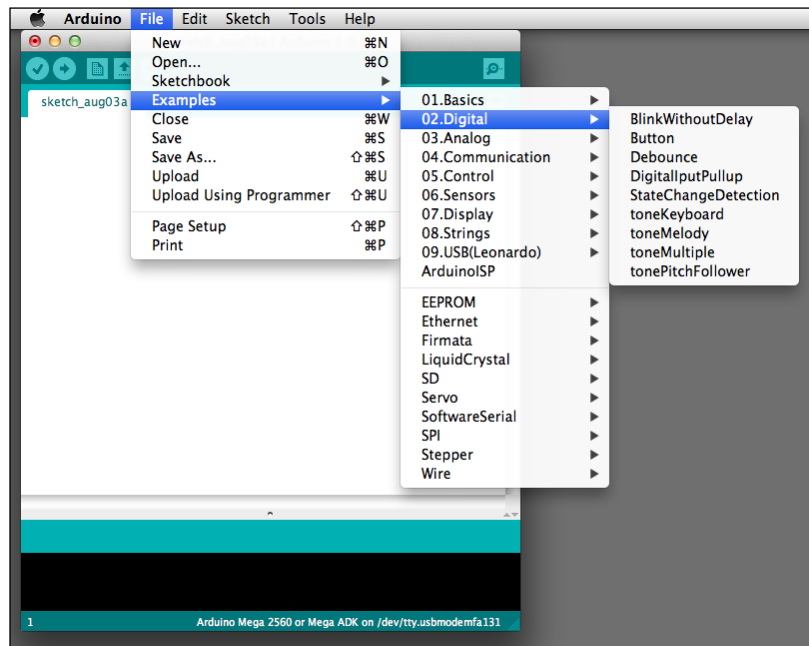 Arduino File Edit Sketch Tools Help
New ⌘N
Open... ⌘O
Sketchbook
Examples
Close ⌘W
Save ⌘S
Save As... ⇧⌘S
Upload ⌘U
Upload Using Programmer ⇧⌘U
Page Setup ⇧⌘P
Print ⌘P
sketch_aug03a
01.Basics
02.Digital
03.Analog
04.Communication
05.Control
06.Sensors
07.Display
08.Strings
09.USB(Leonardo)
ArduinoISP
EEPROM
Ethernet
Firmata
LiquidCrystal
SD
Servo
SoftwareSerial
SPI
Stepper
Wire
BlinkWithoutDelay
Button
Debounce
DigitalIputPullup
StateChangeDetection
toneKeyboard
toneMelody
toneMultiple
tonePitchFollower
1 Arduino Mega 2560 or Mega ADK on /dev/tty.usbmodemfa131